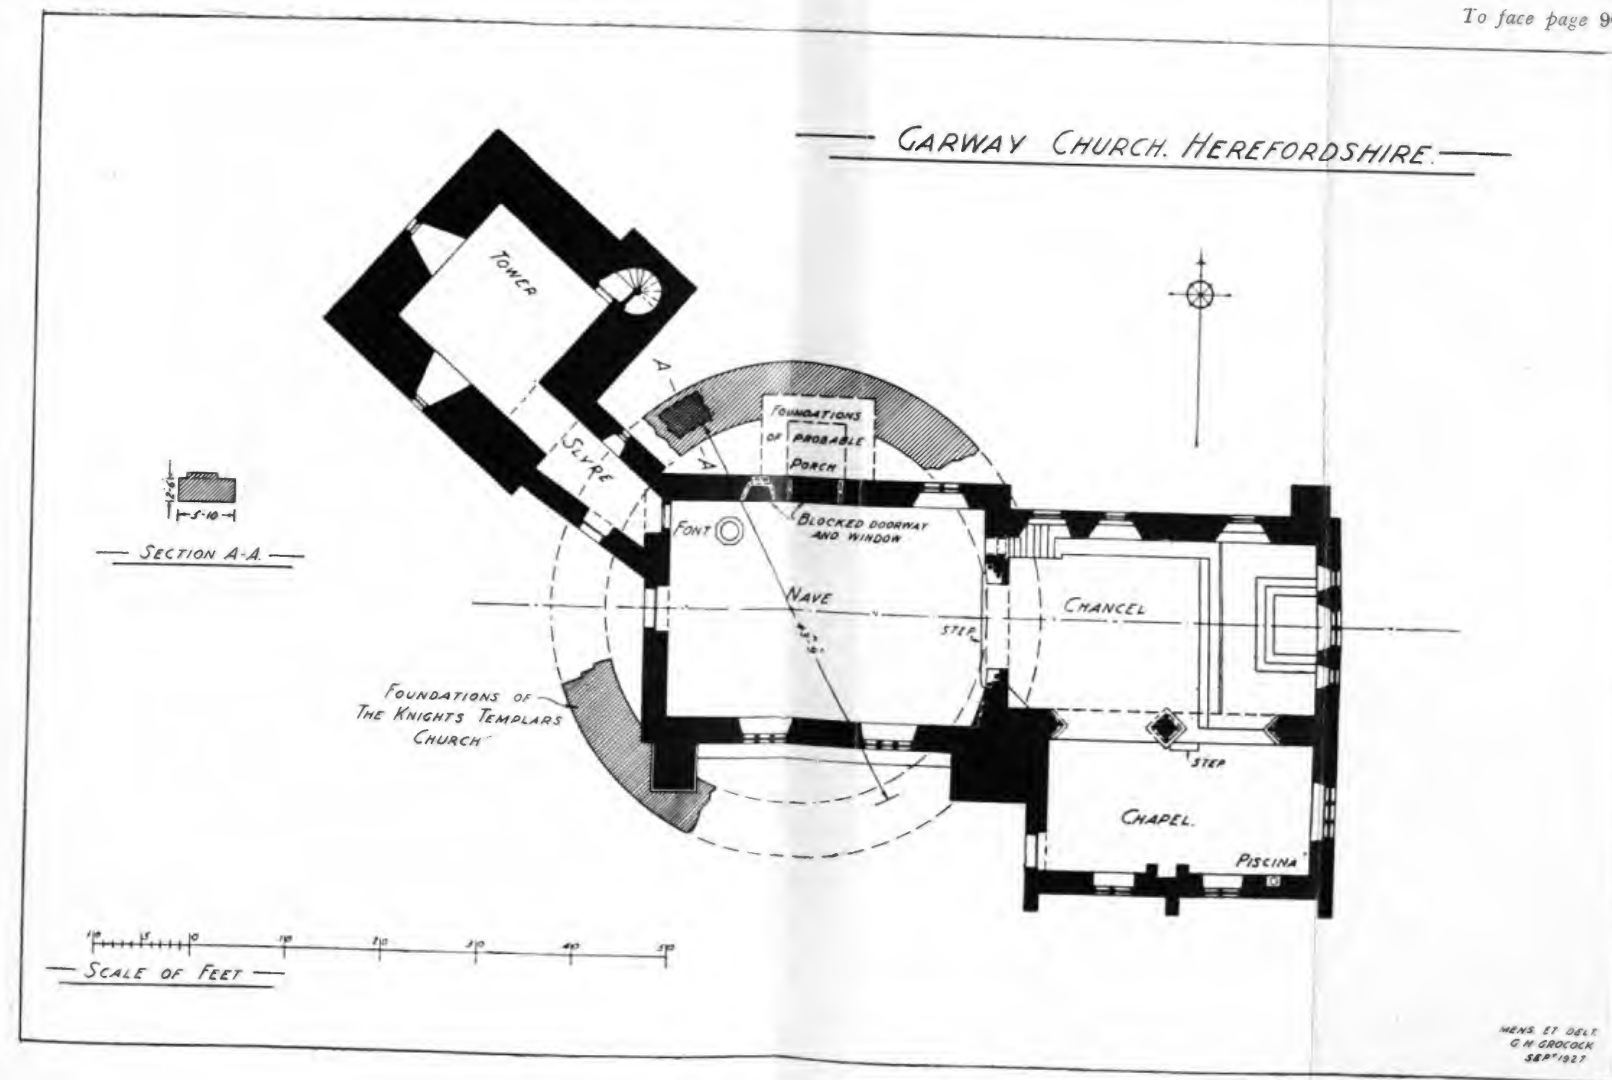 To face page 9
GARWAY CHURCH. HEREFORDSHIRE.
TOWER
A
FOUNDATIONS
OF PROBABLE
PORCH
SLYRE
A
2-6
5-10
SECTION A-A.
FONT
BLOCKED DOORWAY
AND WINDOW
NAVE
CHANCEL
STEP
FOUNDATIONS OF
THE KNIGHTS TEMPLARS
CHURCH
STEP
CHAPEL.
PISCINA
10 5 0 10 20 30 40 50
SCALE OF FEET
MENS. ET DELT.
G H GROCOCK
SEPT 1927